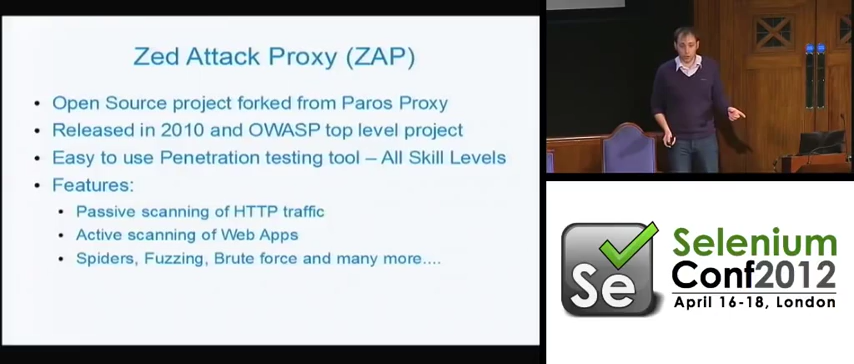 Zed Attack Proxy (ZAP)
• Open Source project forked from Paros Proxy
• Released in 2010 and OWASP top level project
• Easy to use Penetration testing tool – All Skill Levels
• Features:
• Passive scanning of HTTP traffic
• Active scanning of Web Apps
• Spiders, Fuzzing, Brute force and many more....
Se
Selenium
Conf2012
April 16-18, London